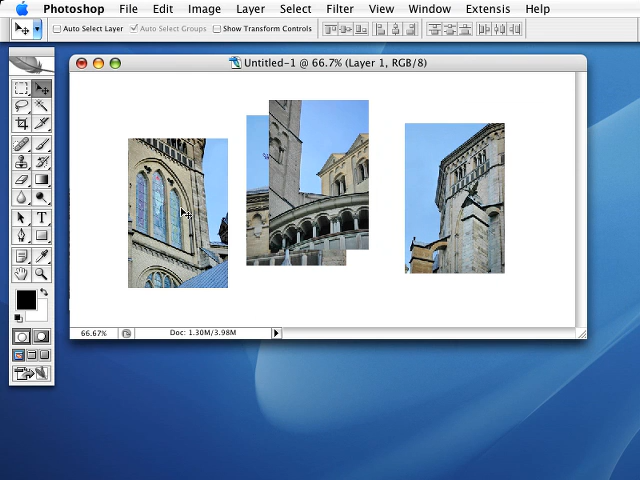 Photoshop File Edit Image Layer Select Filter View Window Extensis Help
Auto Select Layer Auto Select Groups Show Transform Controls
Untitled-1 @ 66.7% (Layer 1, RGB/8)
T
66.67% Doc: 1.30M/3.98M